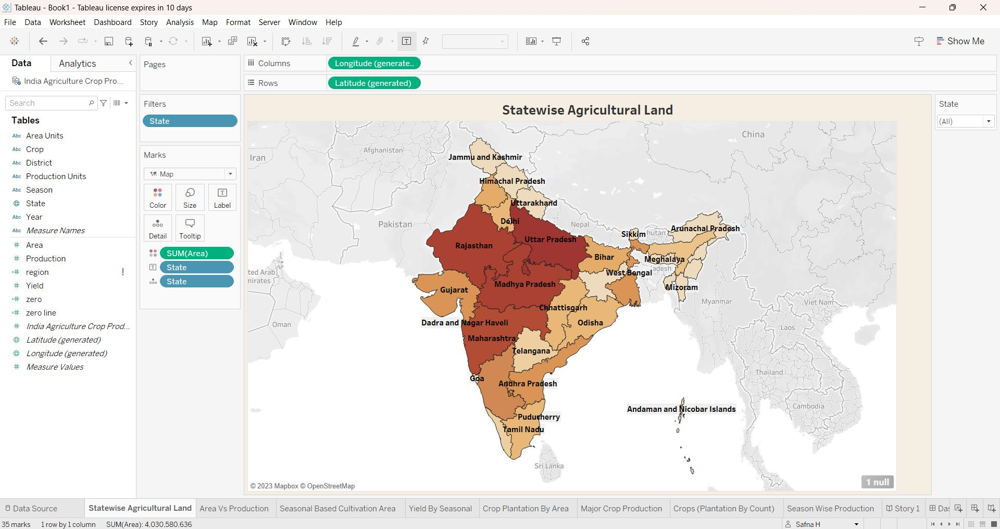 Tableau - Book1 - Tableau license expires in 10 days
File Data Worksheet Dashboard Story Analysis Map Format Server Window Help
Show Me
Data Analytics
India Agriculture Crop Pro...
Search
Tables
Abc Area Units
Abc Crop
Abc District
Abc Production Units
Abc Season
State
Abc Year
Abc Measure Names
# Area
# Production
=# region !
# Yield
=# zero
=# zero line
# India Agriculture Crop Prod...
Latitude (generated)
Longitude (generated)
# Measure Values
Pages
Filters
State
Marks
Map
Color Size Label
Detail Tooltip
SUM(Area)
State
State
Columns Longitude (generate..
Rows Latitude (generated)
Statewise Agricultural Land
China
Afghanistan
Iran
Jammu and Kashmir
Himachal Pradesh
Uttarakhand
Delhi
Pakistan
Nepal
Arunachal Pradesh
Sikkim
hutan
Uttar Pradesh
Rajasthan
Bihar
Meghalaya
adesh
West Bengal
ted Arab
mirates
Madhya Pradesh
Gujarat
Mizoram
Myanmar
Viet Nam
Chhattisgarh
Dadra and Nagar Haveli
Odisha
Oman
Laos
Maharashtra
Telangana
Thailand
Goa
Andhra Pradesh
Cambodia
Andaman and Nicobar Islands
Puducherry
Tamil Nadu
Sri Lanka
© 2023 Mapbox © OpenStreetMap
1 null
State
(All)
Data Source Statewise Agricultural Land Area Vs Production Seasonal Based Cultivation Area Yield By Seasonal Crop Plantation By Area Major Crop Production Crops (Plantation By Count) Season Wise Production Story 1 Das
35 marks 1 row by 1 column SUM(Area): 4,030,580,636
Safna H